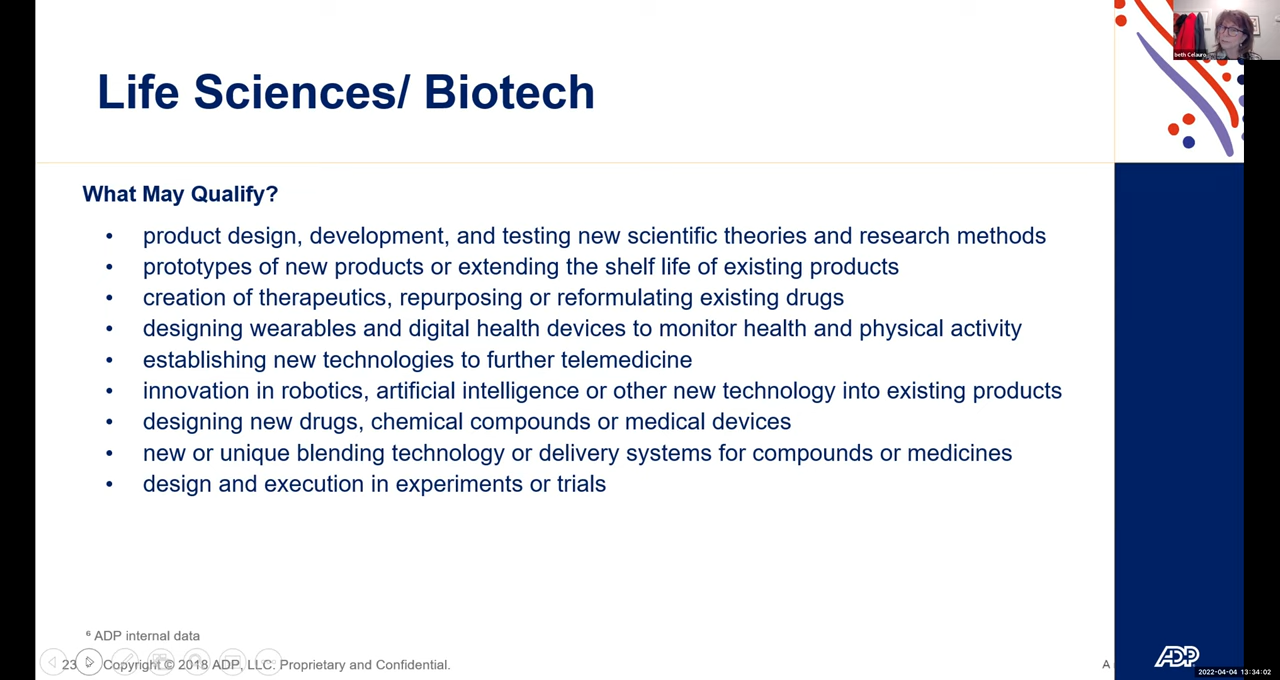 Life Sciences/ Biotech
beth Celauro
What May Qualify?
• product design, development, and testing new scientific theories and research methods
• prototypes of new products or extending the shelf life of existing products
• creation of therapeutics, repurposing or reformulating existing drugs
• designing wearables and digital health devices to monitor health and physical activity
• establishing new technologies to further telemedicine
• innovation in robotics, artificial intelligence or other new technology into existing products
• designing new drugs, chemical compounds or medical devices
• new or unique blending technology or delivery systems for compounds or medicines
• design and execution in experiments or trials
⁶ ADP internal data
23 Copyright © 2018 ADP, LLC. Proprietary and Confidential.
A
ADP
2022-04-04 13:34:02